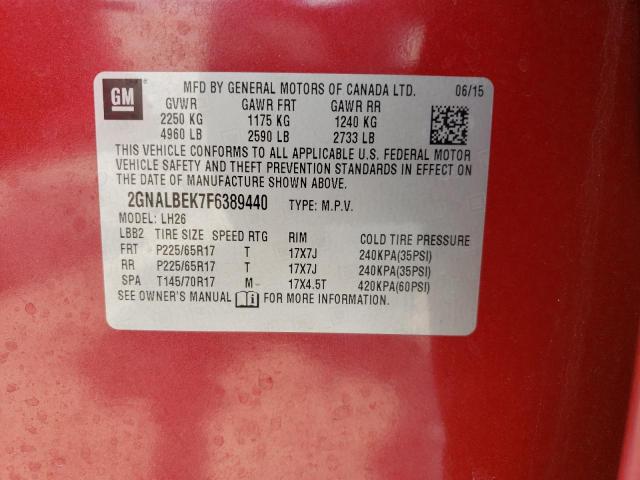 GM
MFD BY GENERAL MOTORS OF CANADA LTD. 06/15
GVWR GAWR FRT GAWR RR
2250 KG 1175 KG 1240 KG
4960 LB 2590 LB 2733 LB
THIS VEHICLE CONFORMS TO ALL APPLICABLE U.S. FEDERAL MOTOR
VEHICLE SAFETY AND THEFT PREVENTION STANDARDS IN EFFECT
ON THE DATE OF MANUFACTURE SHOWN ABOVE.
2GNALBEK7F6389440 TYPE: M.P.V.
MODEL: LH26
LBB2 TIRE SIZE SPEED RTG RIM COLD TIRE PRESSURE
FRT P225/65R17 T 17X7J 240KPA(35PSI)
RR P225/65R17 T 17X7J 240KPA(35PSI)
SPA T145/70R17 M 17X4.5T 420KPA(60PSI)
SEE OWNER'S MANUAL FOR MORE INFORMATION.